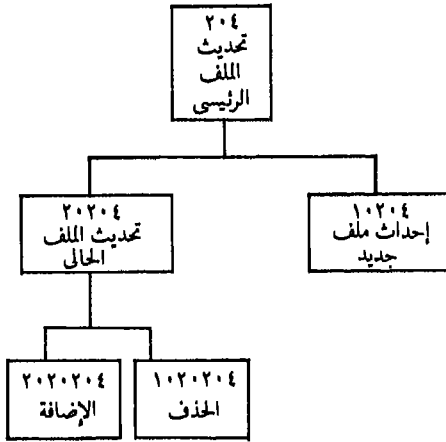 ٢٠٤
تحديث
الملف
الرئيسى
١٠٢٠٤
إحداث ملف
جديد
٢٠٢٠٤
تحديث الملف
الحالى
١٠٢٠٢٠٤
الحذف
٢٠٢٠٢٠٤
الإضافة